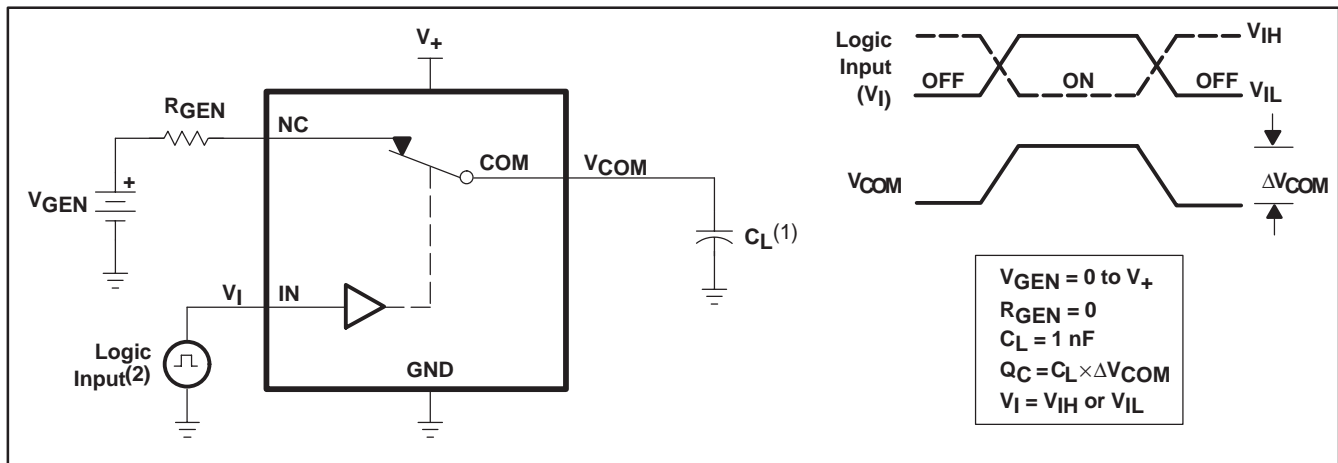 V+
RGEN
NC
COM
VCOM
VGEN
+
CL(1)
VI
IN
Logic
Input(2)
GND
Logic
Input
(VI)
OFF
ON
OFF
VIH
VIL
VCOM
ΔVCOM
VGEN = 0 to V+
RGEN = 0
CL = 1 nF
QC = CL × ΔVCOM
VI = VIH or VIL